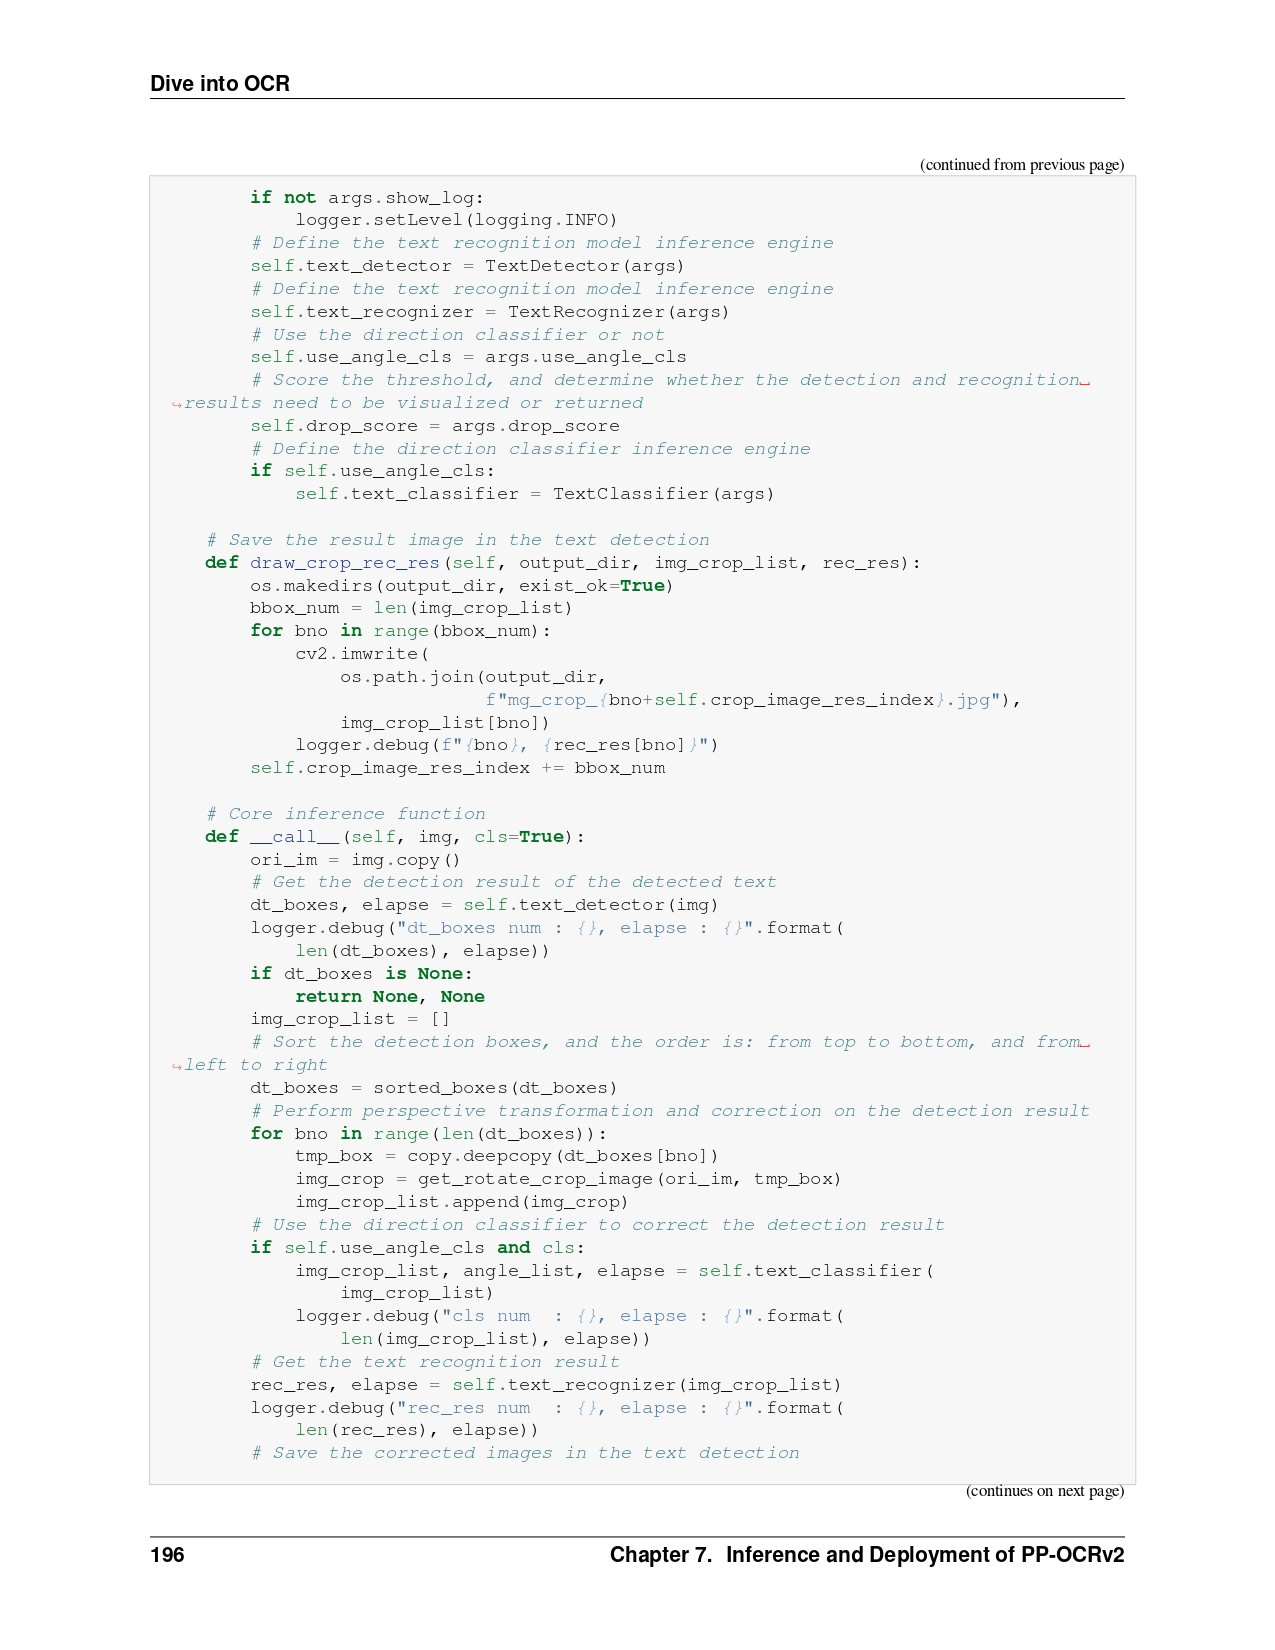 Dive into OCR
(continued from previous page)
        if not args.show_log:
            logger.setLevel(logging.INFO)
        # Define the text recognition model inference engine
        self.text_detector = TextDetector(args)
        # Define the text recognition model inference engine
        self.text_recognizer = TextRecognizer(args)
        # Use the direction classifier or not
        self.use_angle_cls = args.use_angle_cls
        # Score the threshold, and determine whether the detection and recognition␣
↪results need to be visualized or returned
        self.drop_score = args.drop_score
        # Define the direction classifier inference engine
        if self.use_angle_cls:
            self.text_classifier = TextClassifier(args)

    # Save the result image in the text detection
    def draw_crop_rec_res(self, output_dir, img_crop_list, rec_res):
        os.makedirs(output_dir, exist_ok=True)
        bbox_num = len(img_crop_list)
        for bno in range(bbox_num):
            cv2.imwrite(
                os.path.join(output_dir,
                             f"mg_crop_{bno+self.crop_image_res_index}.jpg"),
                img_crop_list[bno])
            logger.debug(f"{bno}, {rec_res[bno]}")
        self.crop_image_res_index += bbox_num

    # Core inference function
    def __call__(self, img, cls=True):
        ori_im = img.copy()
        # Get the detection result of the detected text
        dt_boxes, elapse = self.text_detector(img)
        logger.debug("dt_boxes num : {}, elapse : {}".format(
            len(dt_boxes), elapse))
        if dt_boxes is None:
            return None, None
        img_crop_list = []
        # Sort the detection boxes, and the order is: from top to bottom, and from␣
↪left to right
        dt_boxes = sorted_boxes(dt_boxes)
        # Perform perspective transformation and correction on the detection result
        for bno in range(len(dt_boxes)):
            tmp_box = copy.deepcopy(dt_boxes[bno])
            img_crop = get_rotate_crop_image(ori_im, tmp_box)
            img_crop_list.append(img_crop)
        # Use the direction classifier to correct the detection result
        if self.use_angle_cls and cls:
            img_crop_list, angle_list, elapse = self.text_classifier(
                img_crop_list)
            logger.debug("cls num  : {}, elapse : {}".format(
                len(img_crop_list), elapse))
        # Get the text recognition result
        rec_res, elapse = self.text_recognizer(img_crop_list)
        logger.debug("rec_res num  : {}, elapse : {}".format(
            len(rec_res), elapse))
        # Save the corrected images in the text detection
(continues on next page)
196 Chapter 7. Inference and Deployment of PP-OCRv2